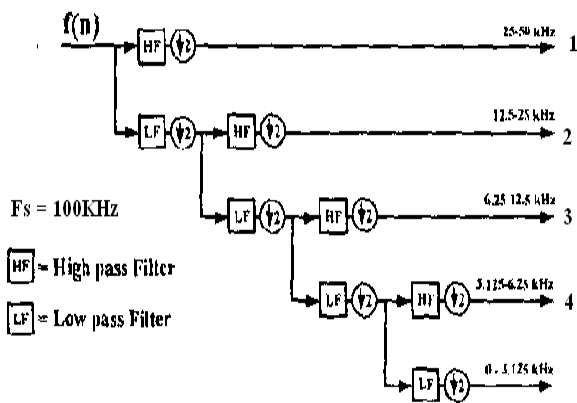 f(n)
HF ↓2 25-50 kHz 1
LF ↓2 HF ↓2 12.5-25 kHz 2
Fs = 100KHz
LF ↓2 HF ↓2 6.25 12.5 kHz 3
HF = High pass Filter
LF ↓2 HF ↓2 3.125-6.25 kHz 4
LF = Low pass Filter
LF ↓2 0 - 3.125 kHz